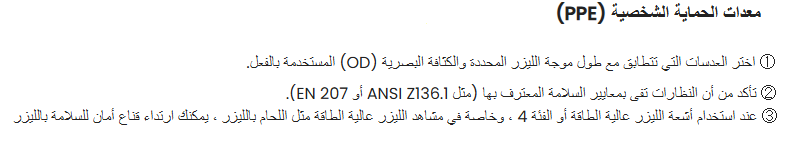 معدات الحماية الشخصية (PPE)
① اختر العدسات التي تتطابق مع طول موجة الليزر المحددة والكثافة البصرية (OD) المستخدمة بالفعل.
② تأكد من أن النظارات تفي بمعايير السلامة المعترف بها (مثل ANSI Z136.1 أو EN 207).
③ عند استخدام أشعة الليزر عالية الطاقة أو الفئة 4 ، وخاصة في مشاهد الليزر عالية الطاقة مثل اللحام بالليزر ، يمكنك ارتداء قناع أمان للسلامة بالليزر